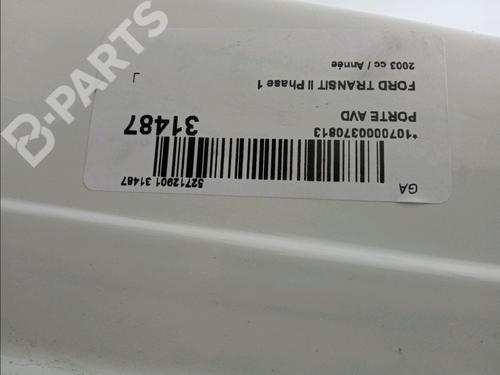 B-PARTS
GA
52712901 31487
*1070000370813
31487
PORTE AVD
FORD TRANSIT II Phase 1
2003 cc / Année